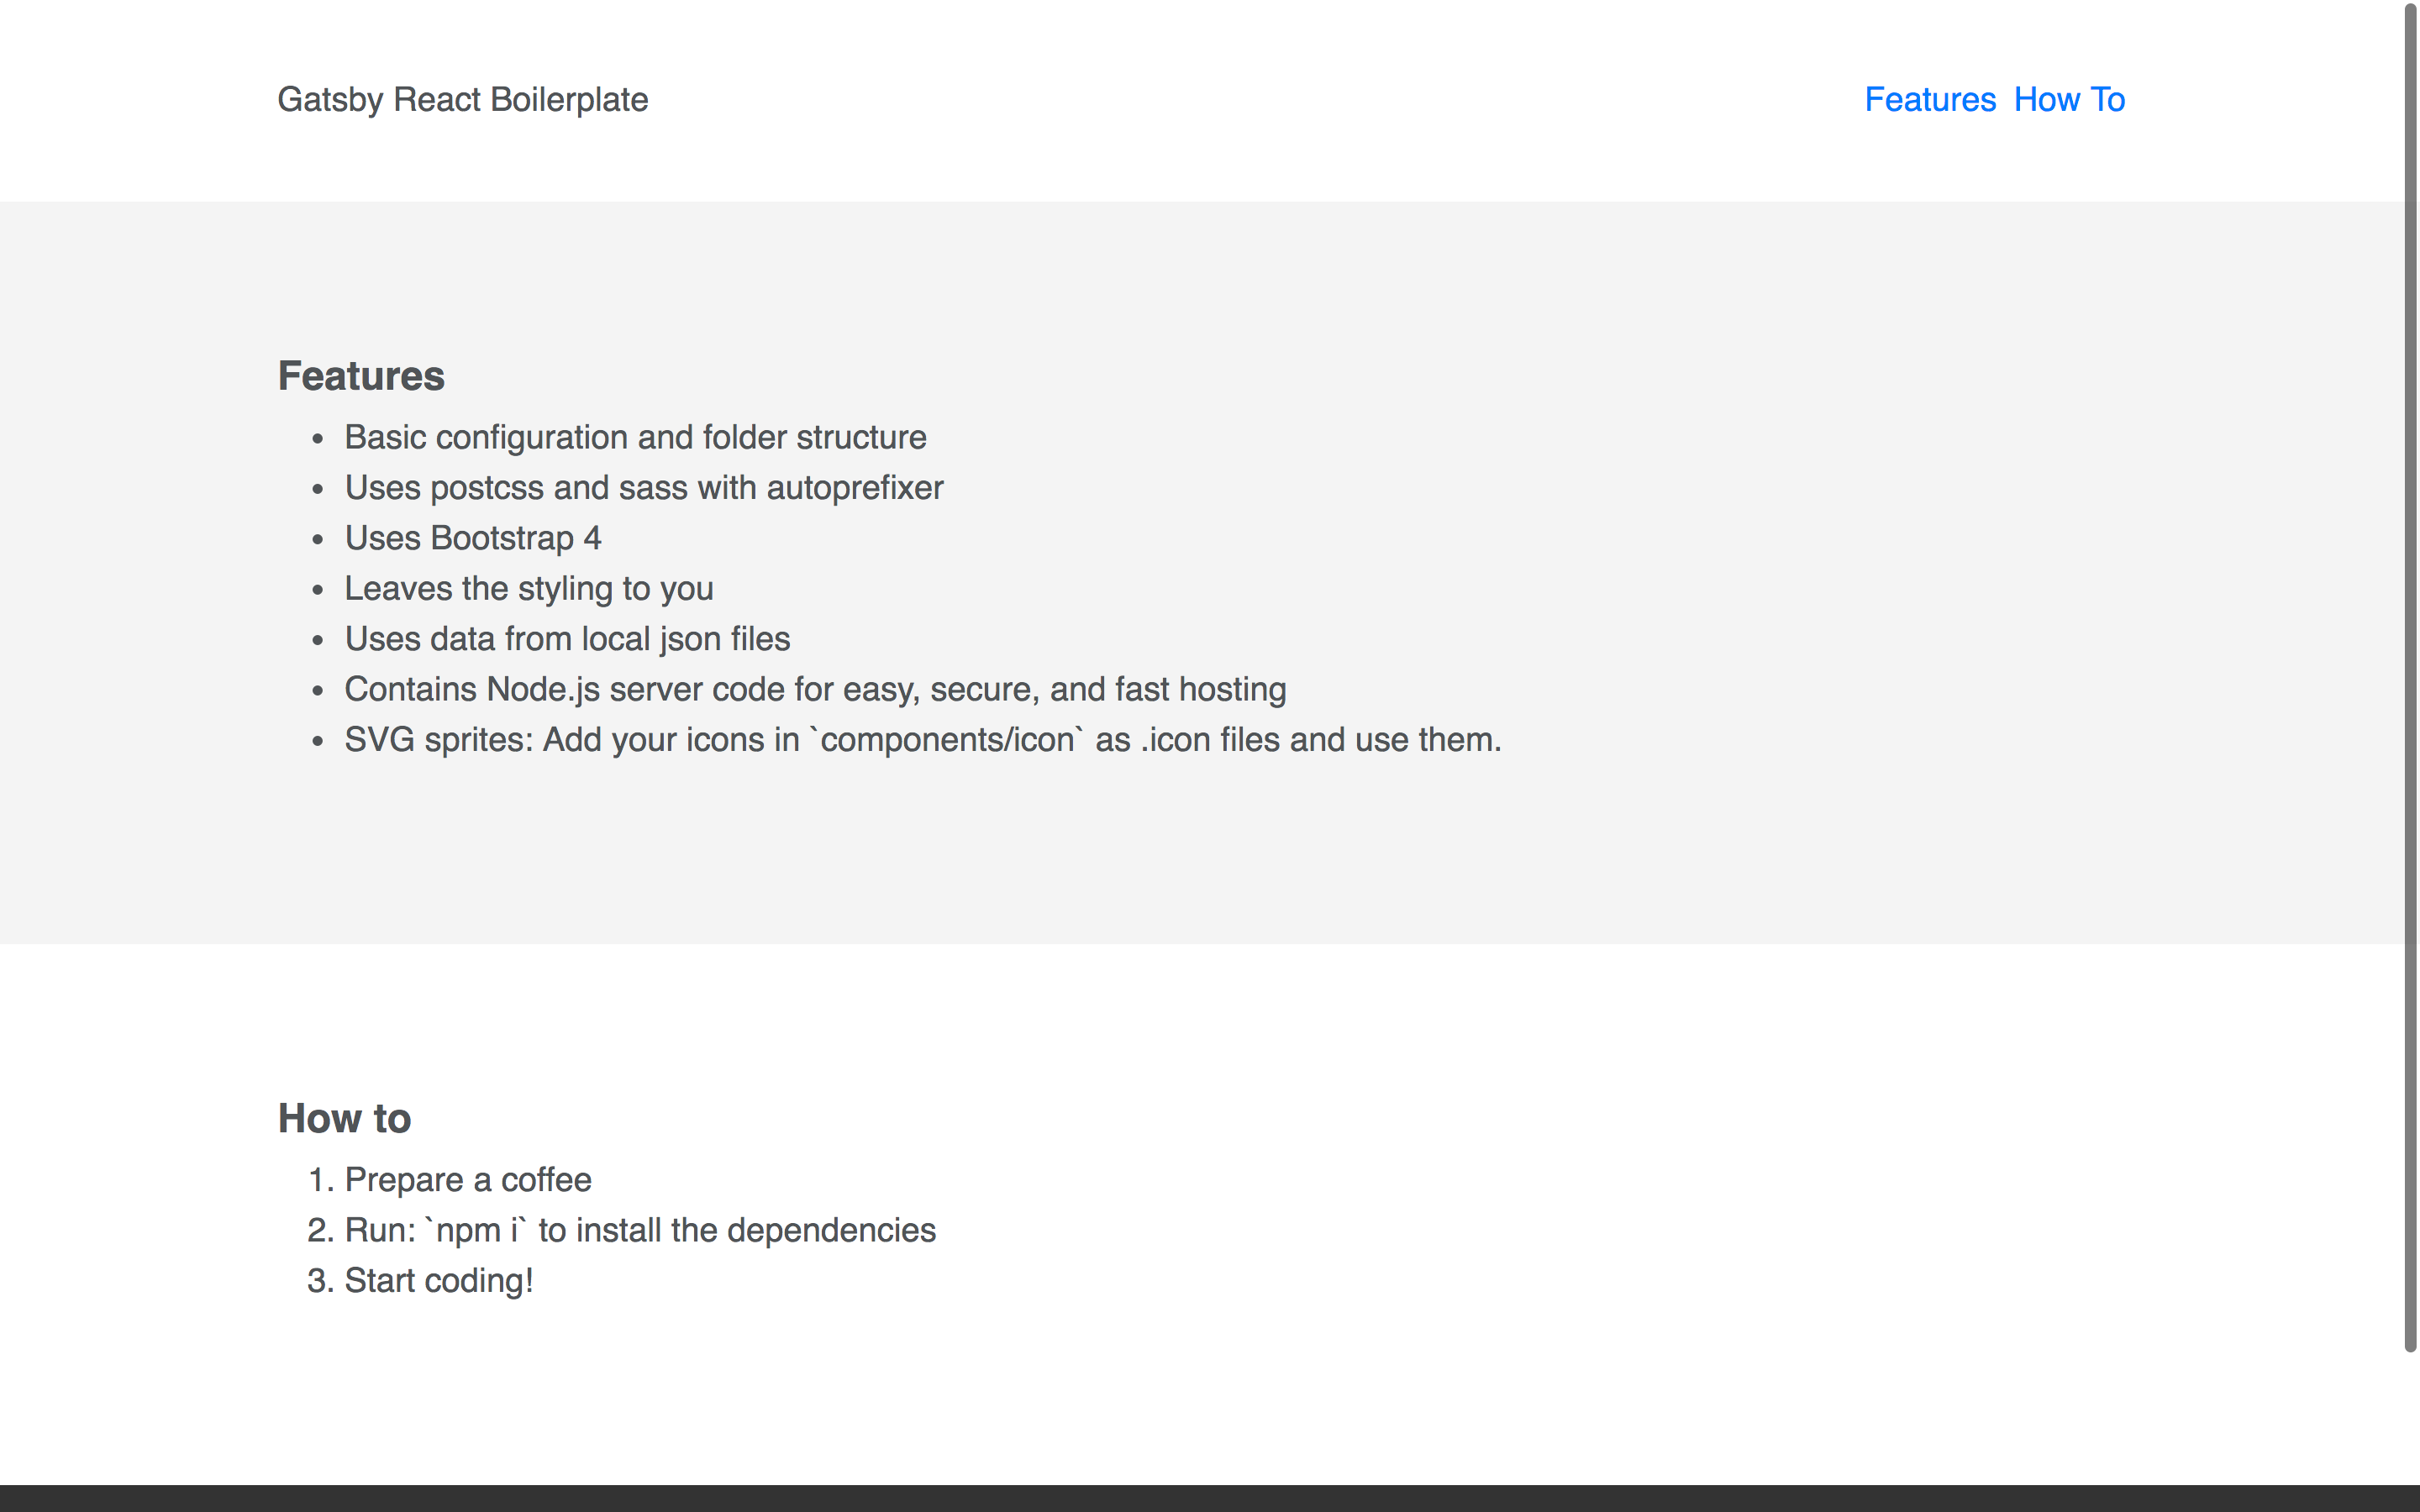 Gatsby React Boilerplate
Features How To
Features
• Basic configuration and folder structure
• Uses postcss and sass with autoprefixer
• Uses Bootstrap 4
• Leaves the styling to you
• Uses data from local json files
• Contains Node.js server code for easy, secure, and fast hosting
• SVG sprites: Add your icons in `components/icon` as .icon files and use them.
How to
1. Prepare a coffee
2. Run: `npm i` to install the dependencies
3. Start coding!